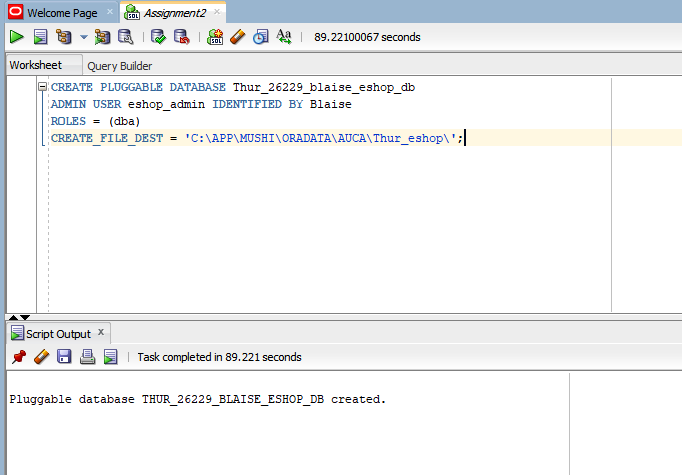 Welcome Page
Assignment2
SQL
89.22100067 seconds
Worksheet
Query Builder
CREATE PLUGGABLE DATABASE Thur_26229_blaise_eshop_db
ADMIN USER eshop_admin IDENTIFIED BY Blaise
ROLES = (dba)
CREATE_FILE_DEST = 'C:\APP\MUSHI\ORADATA\AUCA\Thur_eshop\';
Script Output
Task completed in 89.221 seconds
Pluggable database THUR_26229_BLAISE_ESHOP_DB created.